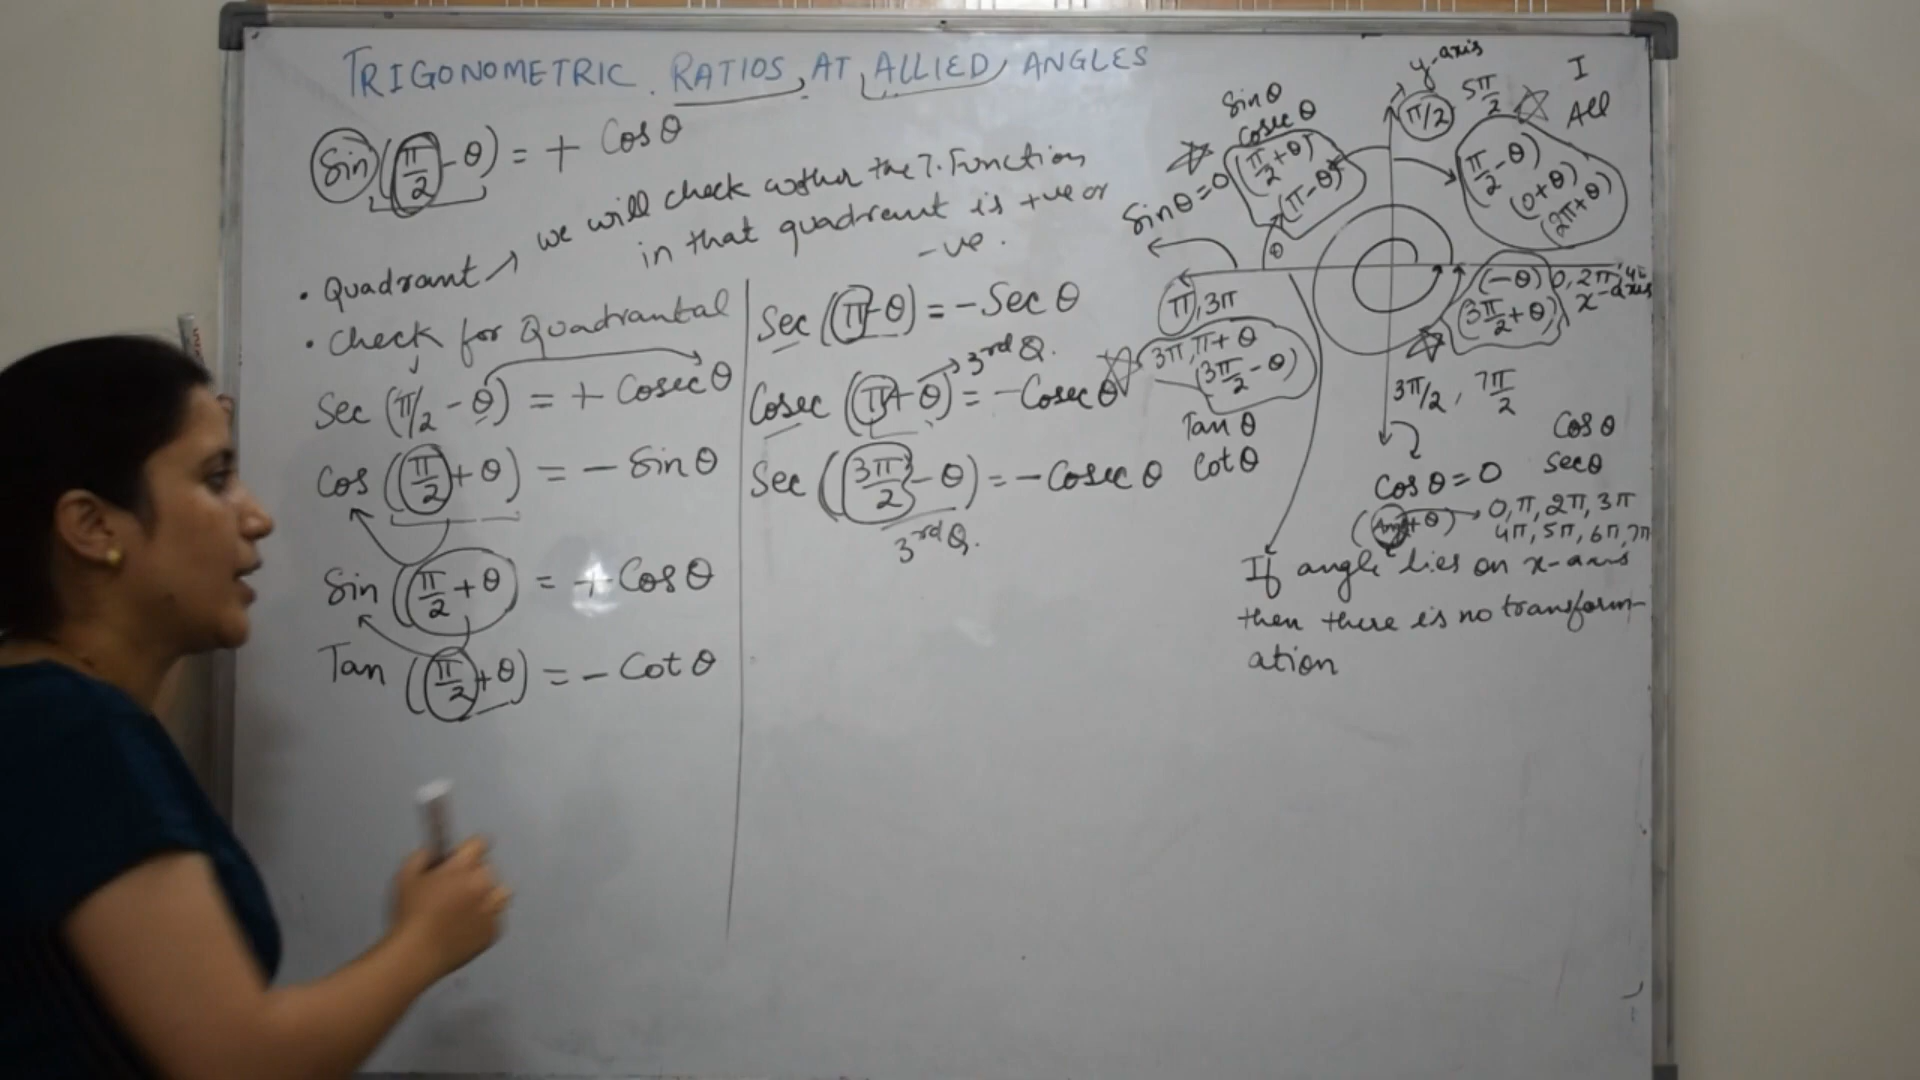 TRIGONOMETRIC RATIOS AT ALLIED ANGLES
Sin (π/2 - θ) = + Cos θ
• Quadrant → we will check wether the T. Function
in that quadrant is +ve or
-ve.
• Check for Quadrantal
Sec (π/2 - θ) = + Cosec θ
Cos (π/2 + θ) = - Sin θ
Sin (π/2 + θ) = + Cos θ
Tan (π/2 + θ) = - Cot θ
Sec (π - θ) = - Sec θ
3rd Q.
Cosec (π + θ) = - Cosec θ
Sec (3π/2 - θ) = - Cosec θ
3rd Q.
y-axis
π/2
5π/2
I
All
Sin θ
Cosec θ
(π/2 + θ)
(π - θ)
Sin θ = 0
θ
π/2 - θ)
(0 + θ)
(2π + θ)
π, 3π
(-θ)
0, 2π, 4π
x-axis
(3π/2 + θ)
3π, π + θ
(3π/2 - θ)
Tan θ
Cot θ
3π/2, 7π/2
Cos θ
Sec θ
Cos θ = 0
+ θ) → 0, π, 2π, 3π
4π, 5π, 6π, 7π
If angle lies on x-axis
then there is no transform-
ation